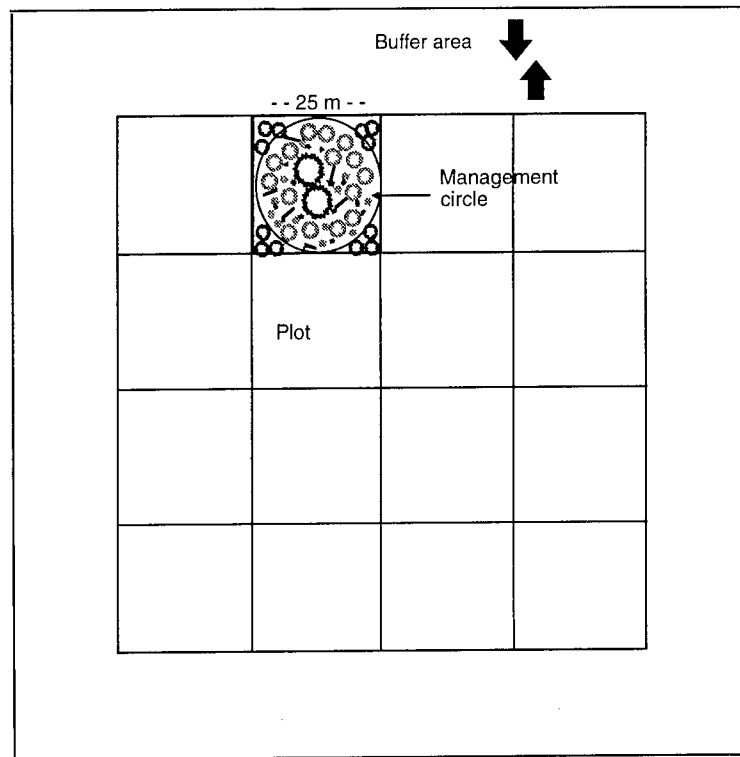 Buffer area
- - 25 m - -
Management
circle
Plot